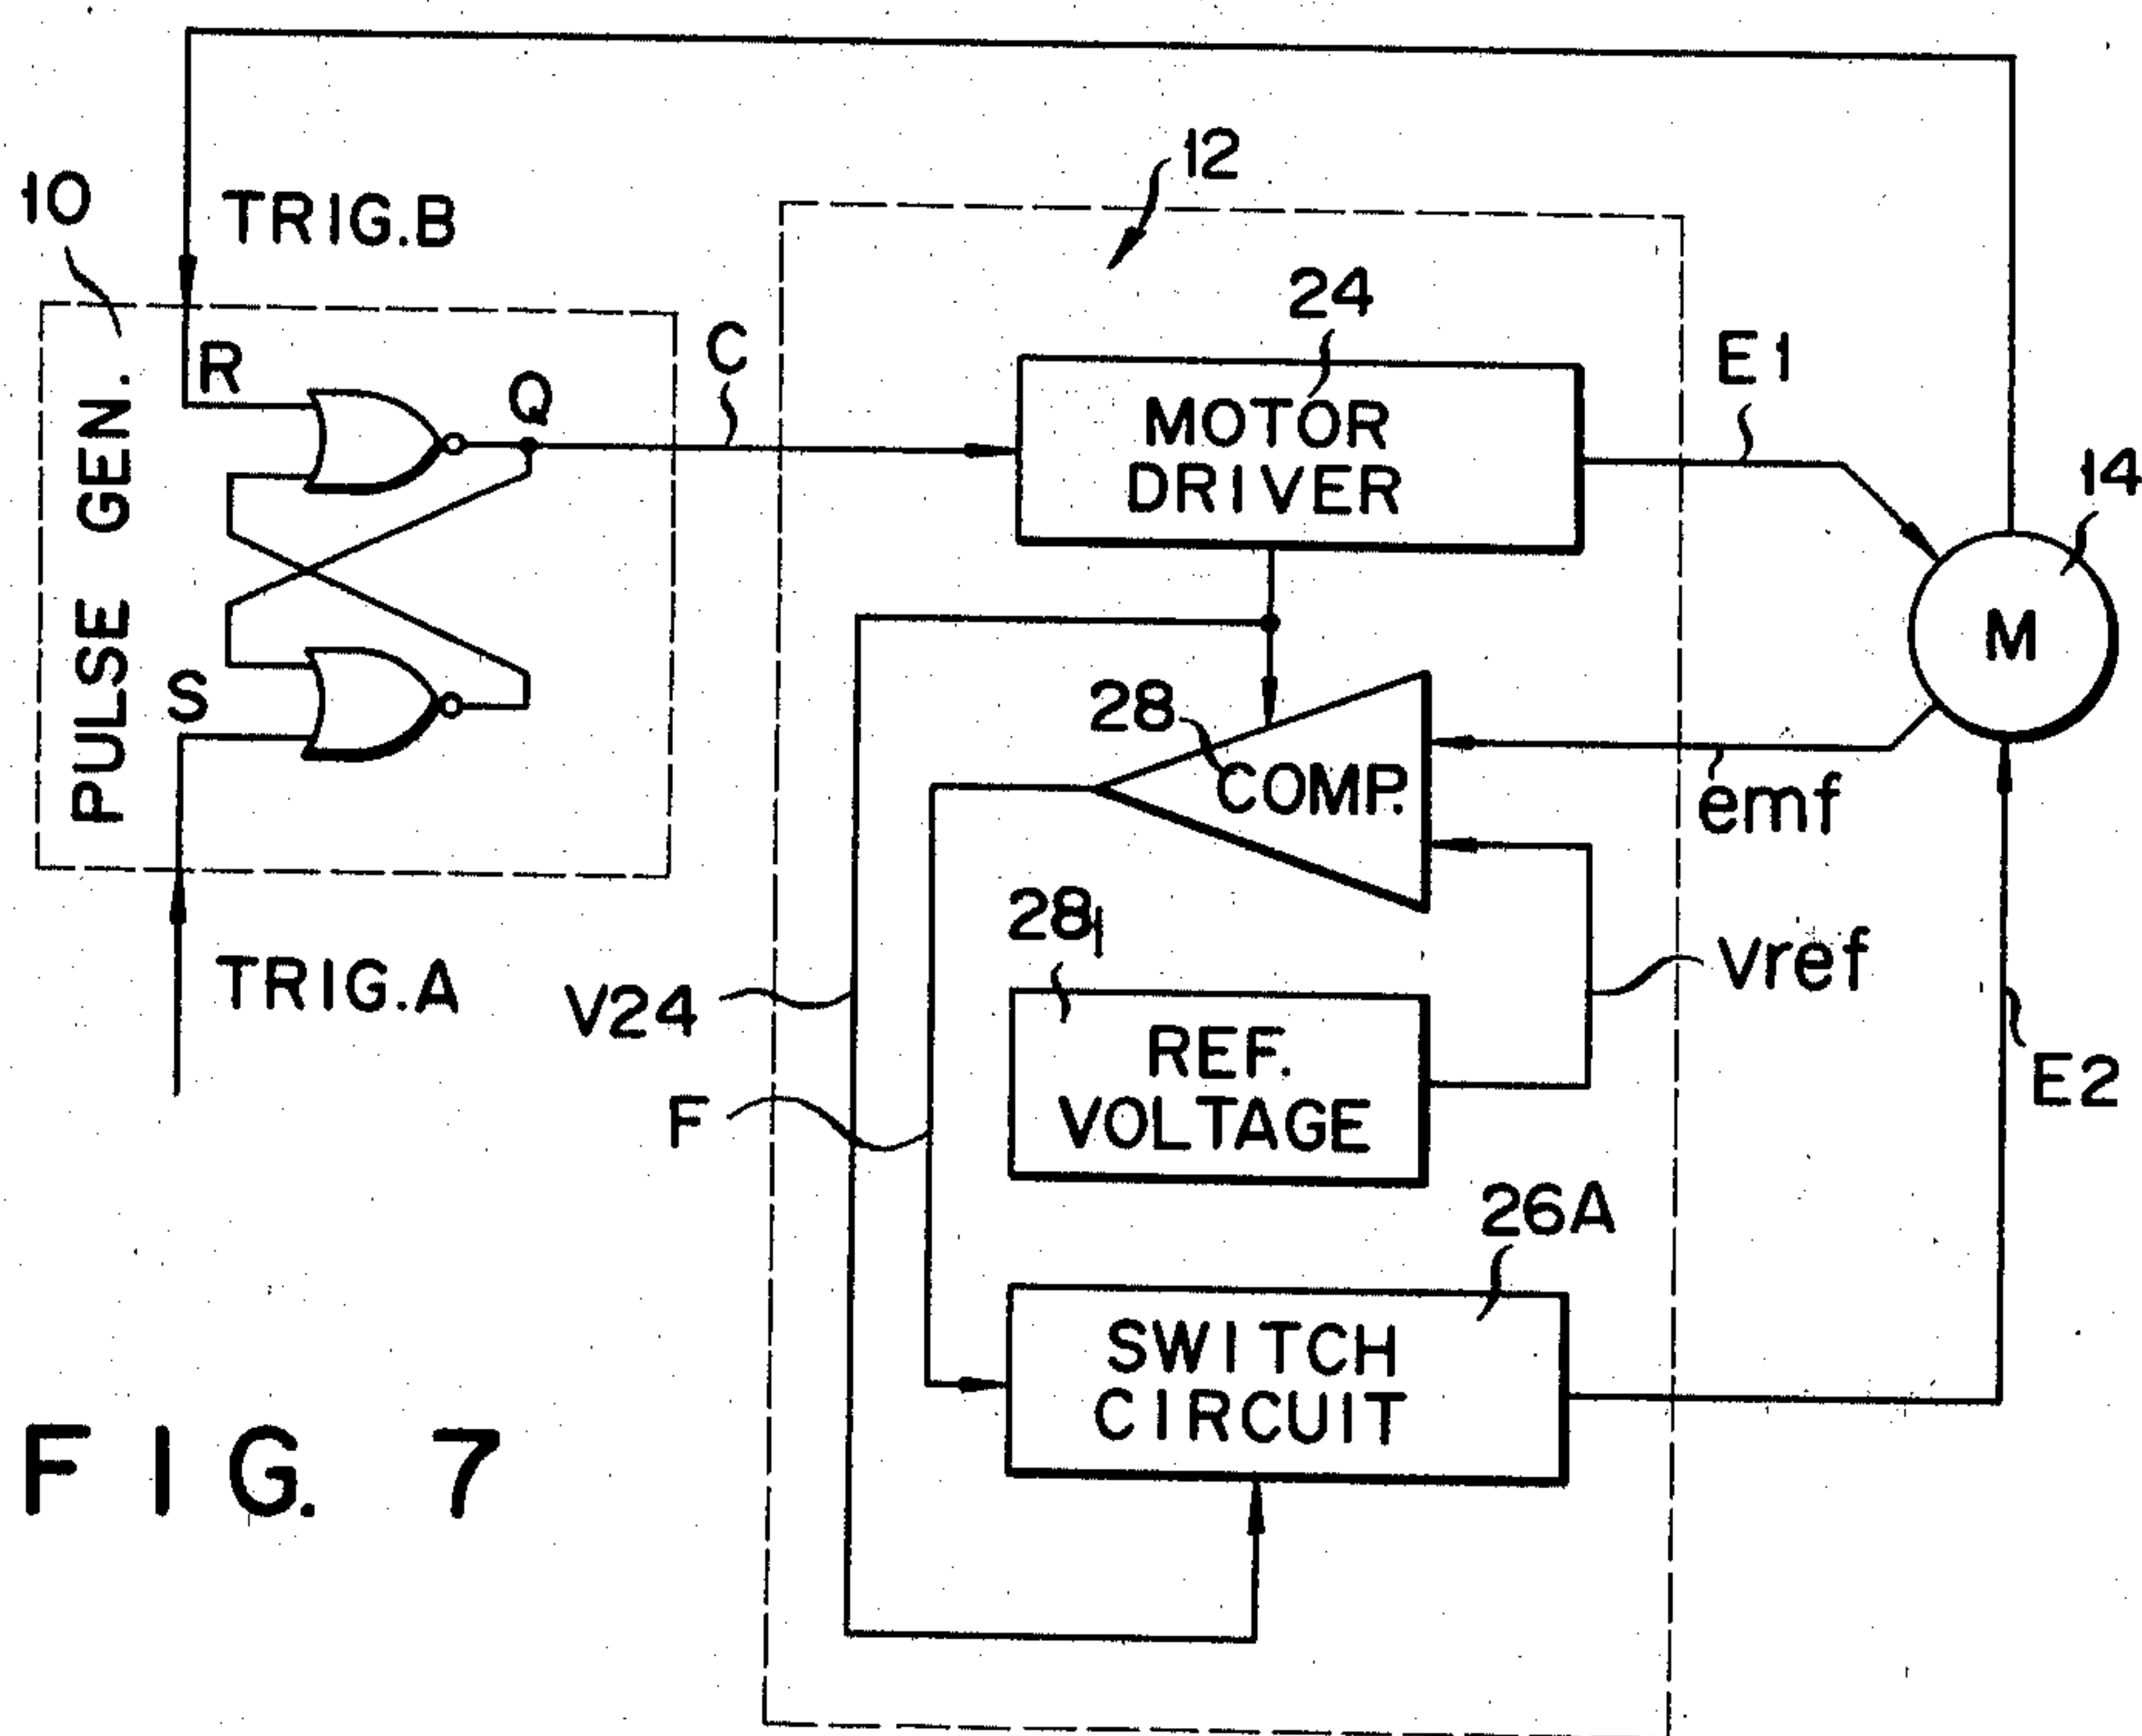 12
10
TRIG.B
24
C
E1
R
Q
MOTOR
DRIVER
14
PULSE GEN.
M
S
28
COMP.
emf
28₁
TRIG.A
V24
Vref
REF.
VOLTAGE
E2
F
26A
SWITCH
CIRCUIT
FIG. 7